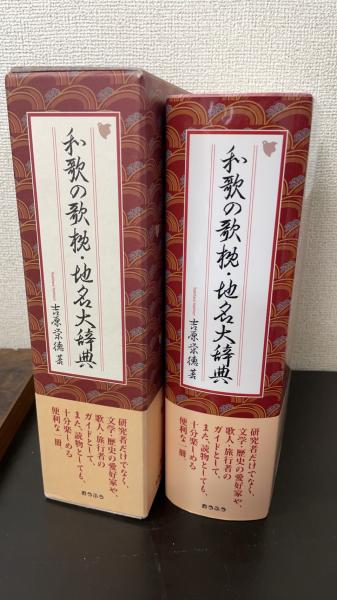 和歌の歌枕・地名大辞典
吉原栄徳著
研究者だけでなく、
文学・歴史の愛好家や、
歌人・旅行者の
ガイドとして、
また、読物としても、
十分楽しめる
便利な一冊
和歌の歌枕・地名大辞典
吉原栄徳著
研究者だけでなく、
文学・歴史の愛好家や、
歌人・旅行者の
ガイドとして、
また、読物としても、
十分楽しめる
便利な一冊
おうふう